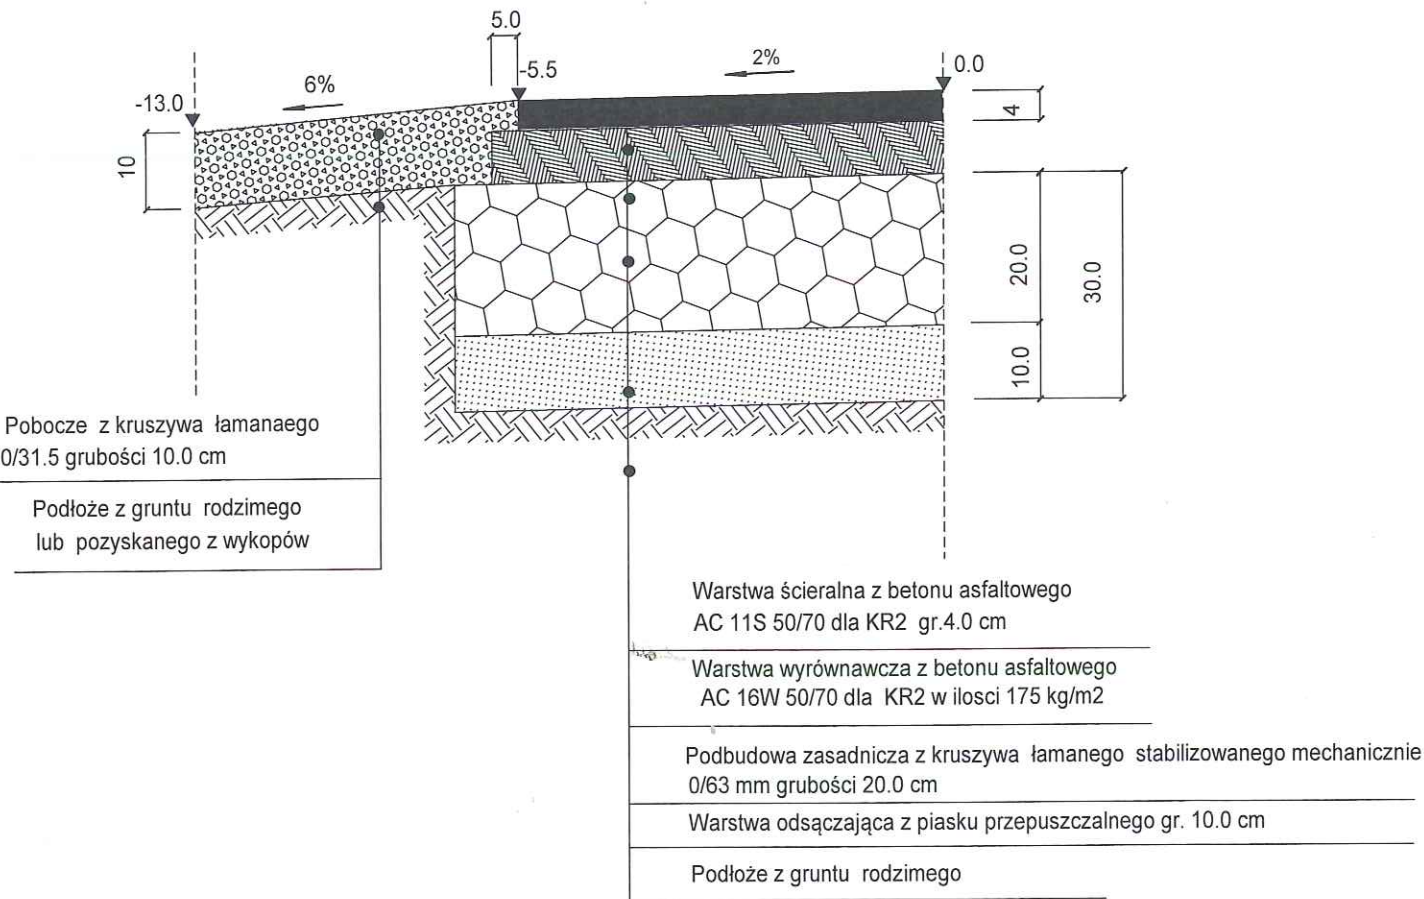 5.0
-5.5
2%
0.0
6%
-13.0
10
4
20.0
30.0
10.0
Pobocze z kruszywa łamanaego
0/31.5 grubości 10.0 cm
Podłoże z gruntu rodzimego
lub pozyskanego z wykopów
Warstwa ścieralna z betonu asfaltowego
AC 11S 50/70 dla KR2 gr.4.0 cm
Warstwa wyrównawcza z betonu asfaltowego
AC 16W 50/70 dla KR2 w ilosci 175 kg/m2
Podbudowa zasadnicza z kruszywa łamanego stabilizowanego mechanicznie
0/63 mm grubości 20.0 cm
Warstwa odsączająca z piasku przepuszczalnego gr. 10.0 cm
Podłoże z gruntu rodzimego